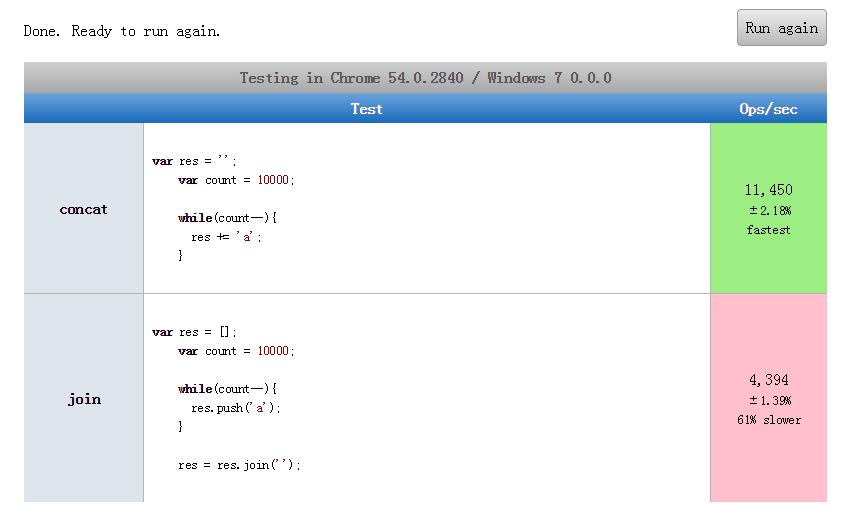 Done. Ready to run again.
Run again
Testing in Chrome 54.0.2840 / Windows 7 0.0.0
Test
Ops/sec
concat
var res = '';
var count = 10000;
while(count--){
res += 'a';
}
11,450
±2.18%
fastest
join
var res = [];
var count = 10000;
while(count--){
res.push('a');
}
res = res.join('');
4,394
±1.39%
61% slower